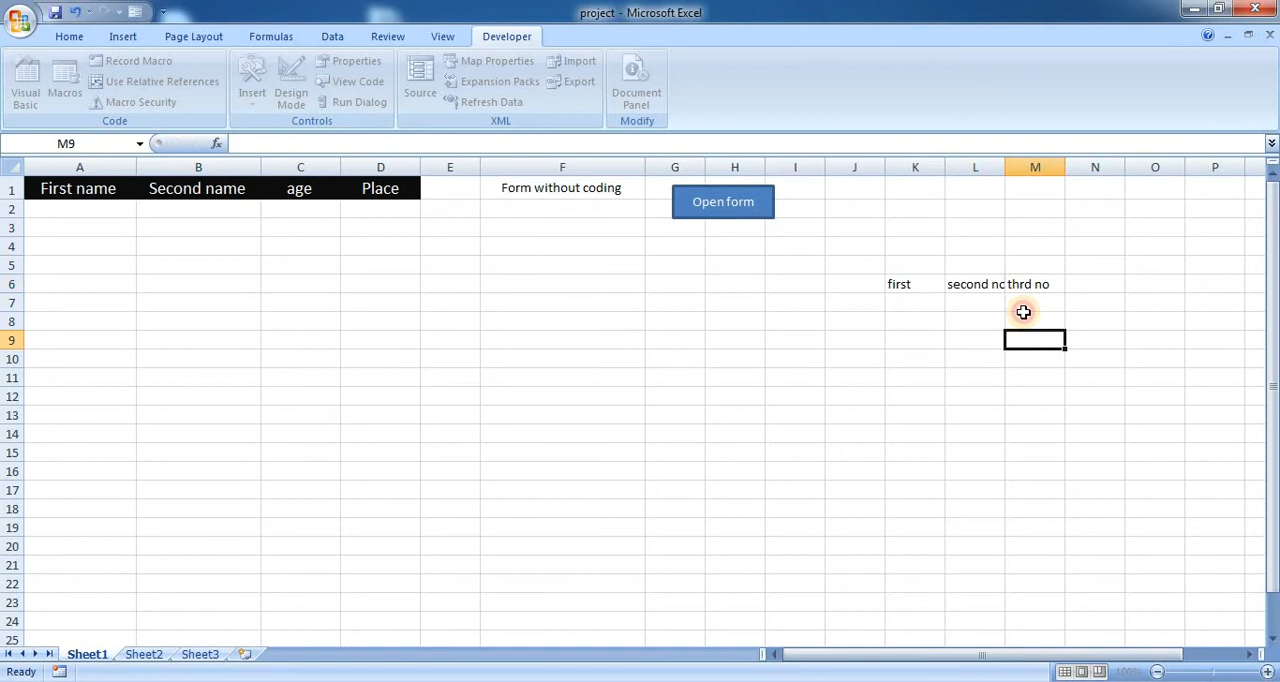 project - Microsoft Excel
Home Insert Page Layout Formulas Data Review View Developer
Visual Basic
Macros
Record Macro
Use Relative References
Macro Security
Code
Insert
Design Mode
Properties
View Code
Run Dialog
Controls
Source
Map Properties
Expansion Packs
Refresh Data
Import
Export
XML
Document Panel
Modify
M9 fx
A B C D E F G H I J K L M N O P
1 First name Second name age Place Form without coding
Open form
2
3
4
5
6 first second nc thrd no
7
8
9
10
11
12
13
14
15
16
17
18
19
20
21
22
23
24
25
Sheet1 Sheet2 Sheet3
Ready 100%